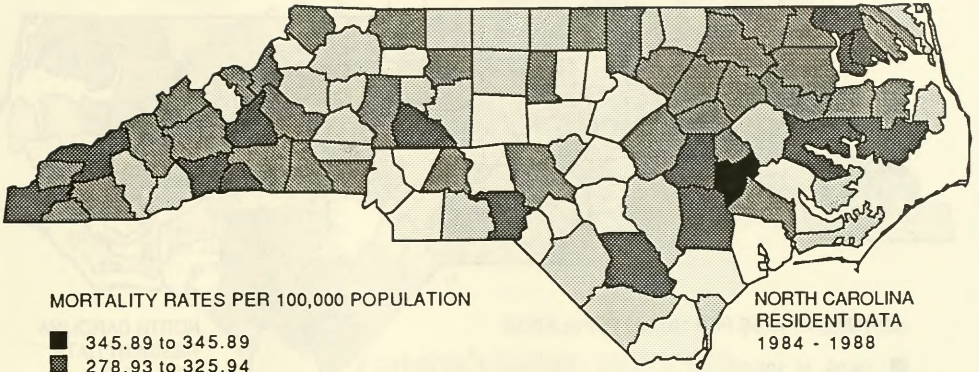 MORTALITY RATES PER 100,000 POPULATION
345.89 to 345.89
278.93 to 325.94
NORTH CAROLINA
RESIDENT DATA
1984 - 1988